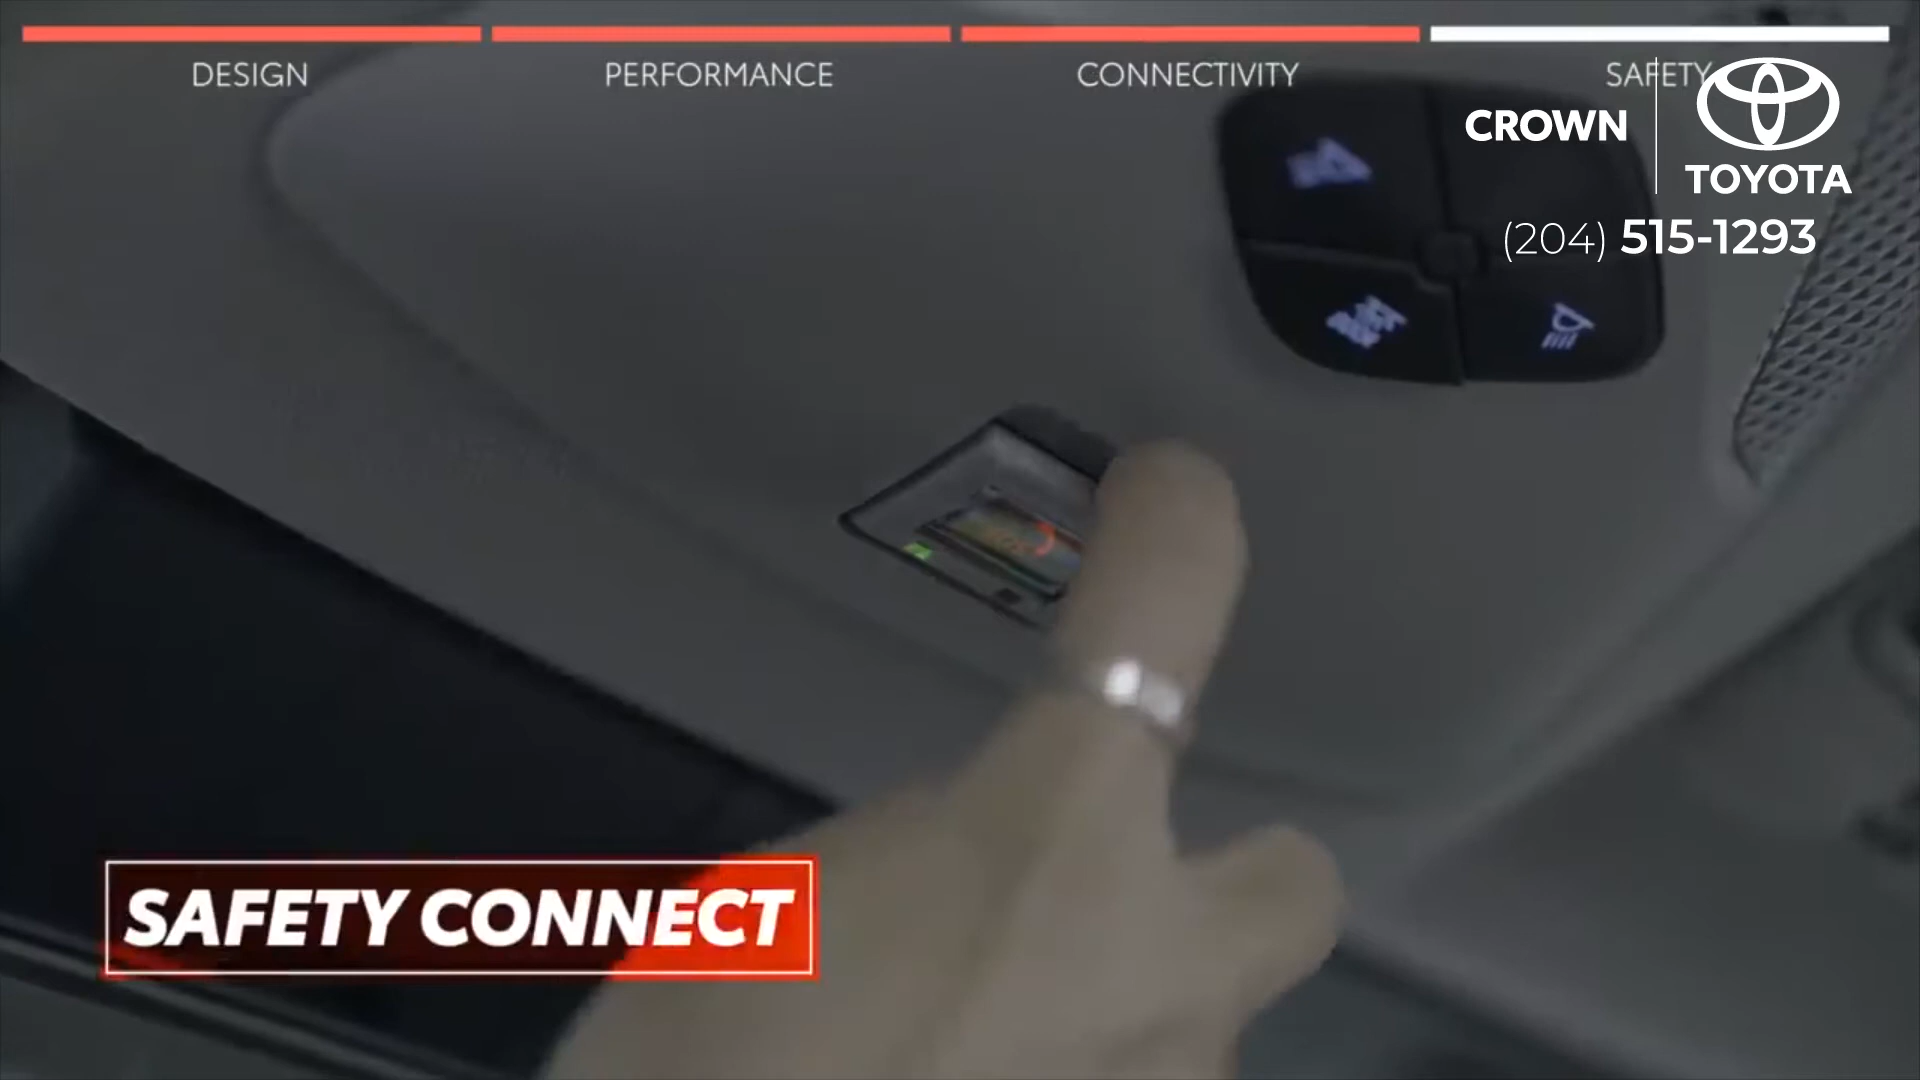 DESIGN
PERFORMANCE
CONNECTIVITY
SAFETY
CROWN
TOYOTA
(204) 515-1293
SAFETY CONNECT